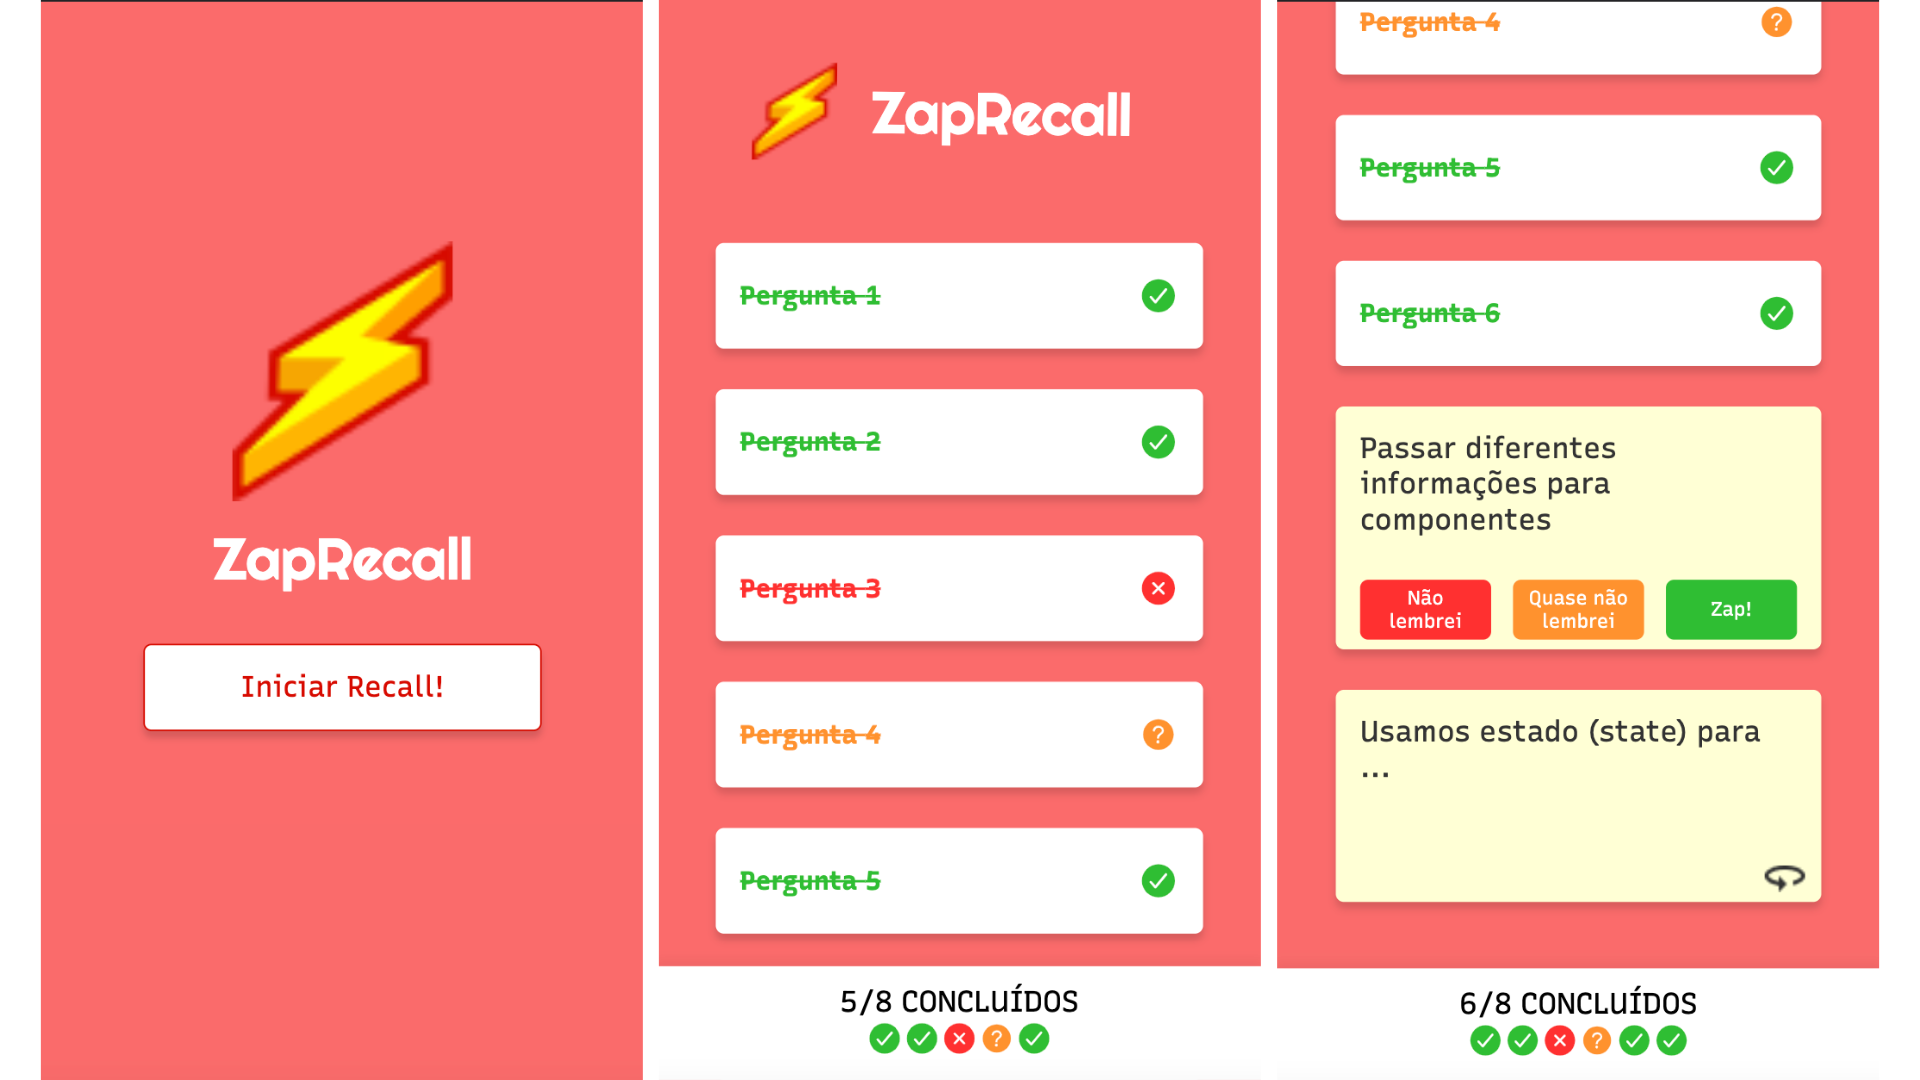 ZapRecall
Iniciar Recall!
ZapRecall
Pergunta 1
Pergunta 2
Pergunta 3
Pergunta 4
?
Pergunta 5
5/8 CONCLUÍDOS
?
Pergunta 4
?
Pergunta 5
Pergunta 6
Passar diferentes
informações para
componentes
Não
lembrei
Quase não
lembrei
Zap!
Usamos estado (state) para
...
6/8 CONCLUÍDOS
?